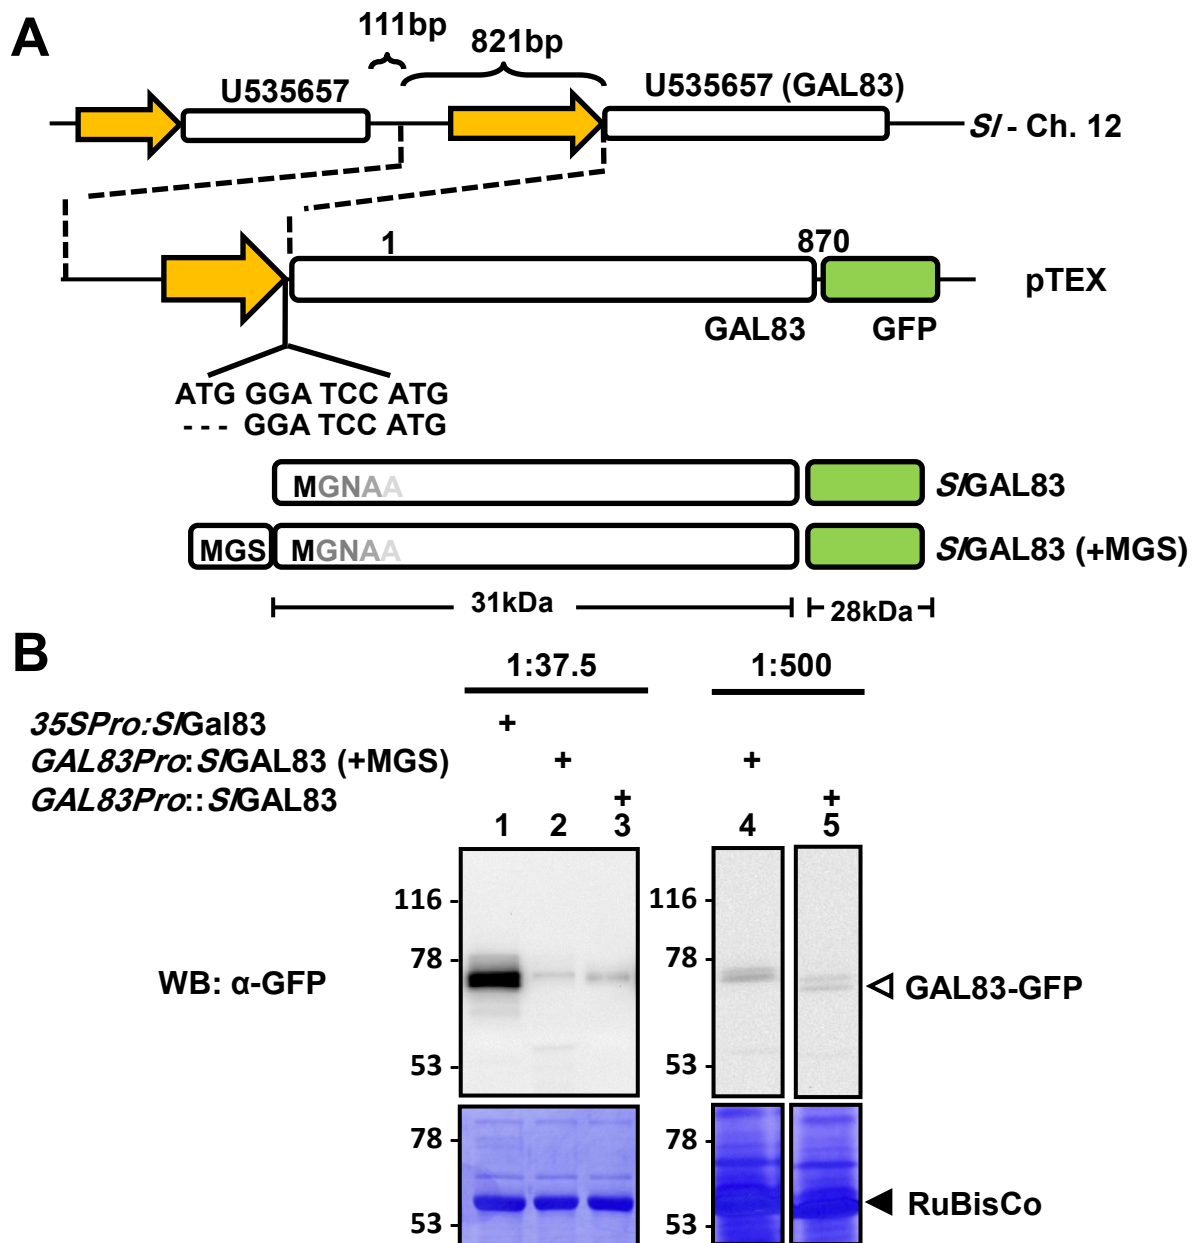 A
111bp
821bp
U535657
U535657 (GAL83)
Sl - Ch. 12
1
870
pTEX
GAL83
GFP
ATG GGA TCC ATG
--- GGA TCC ATG
MGNAA
SlGAL83
MGS
MGNAA
SlGAL83 (+MGS)
31kDa
28kDa
B
1:37.5
1:500
35SPro:SlGal83
+
GAL83Pro:SlGAL83 (+MGS)
+
+
GAL83Pro::SlGAL83
+
+
1 2 3 4 5
116 -
116 -
78 -
78 -
WB: α-GFP
GAL83-GFP
53 -
53 -
78 -
78 -
RuBisCo
53 -
53 -